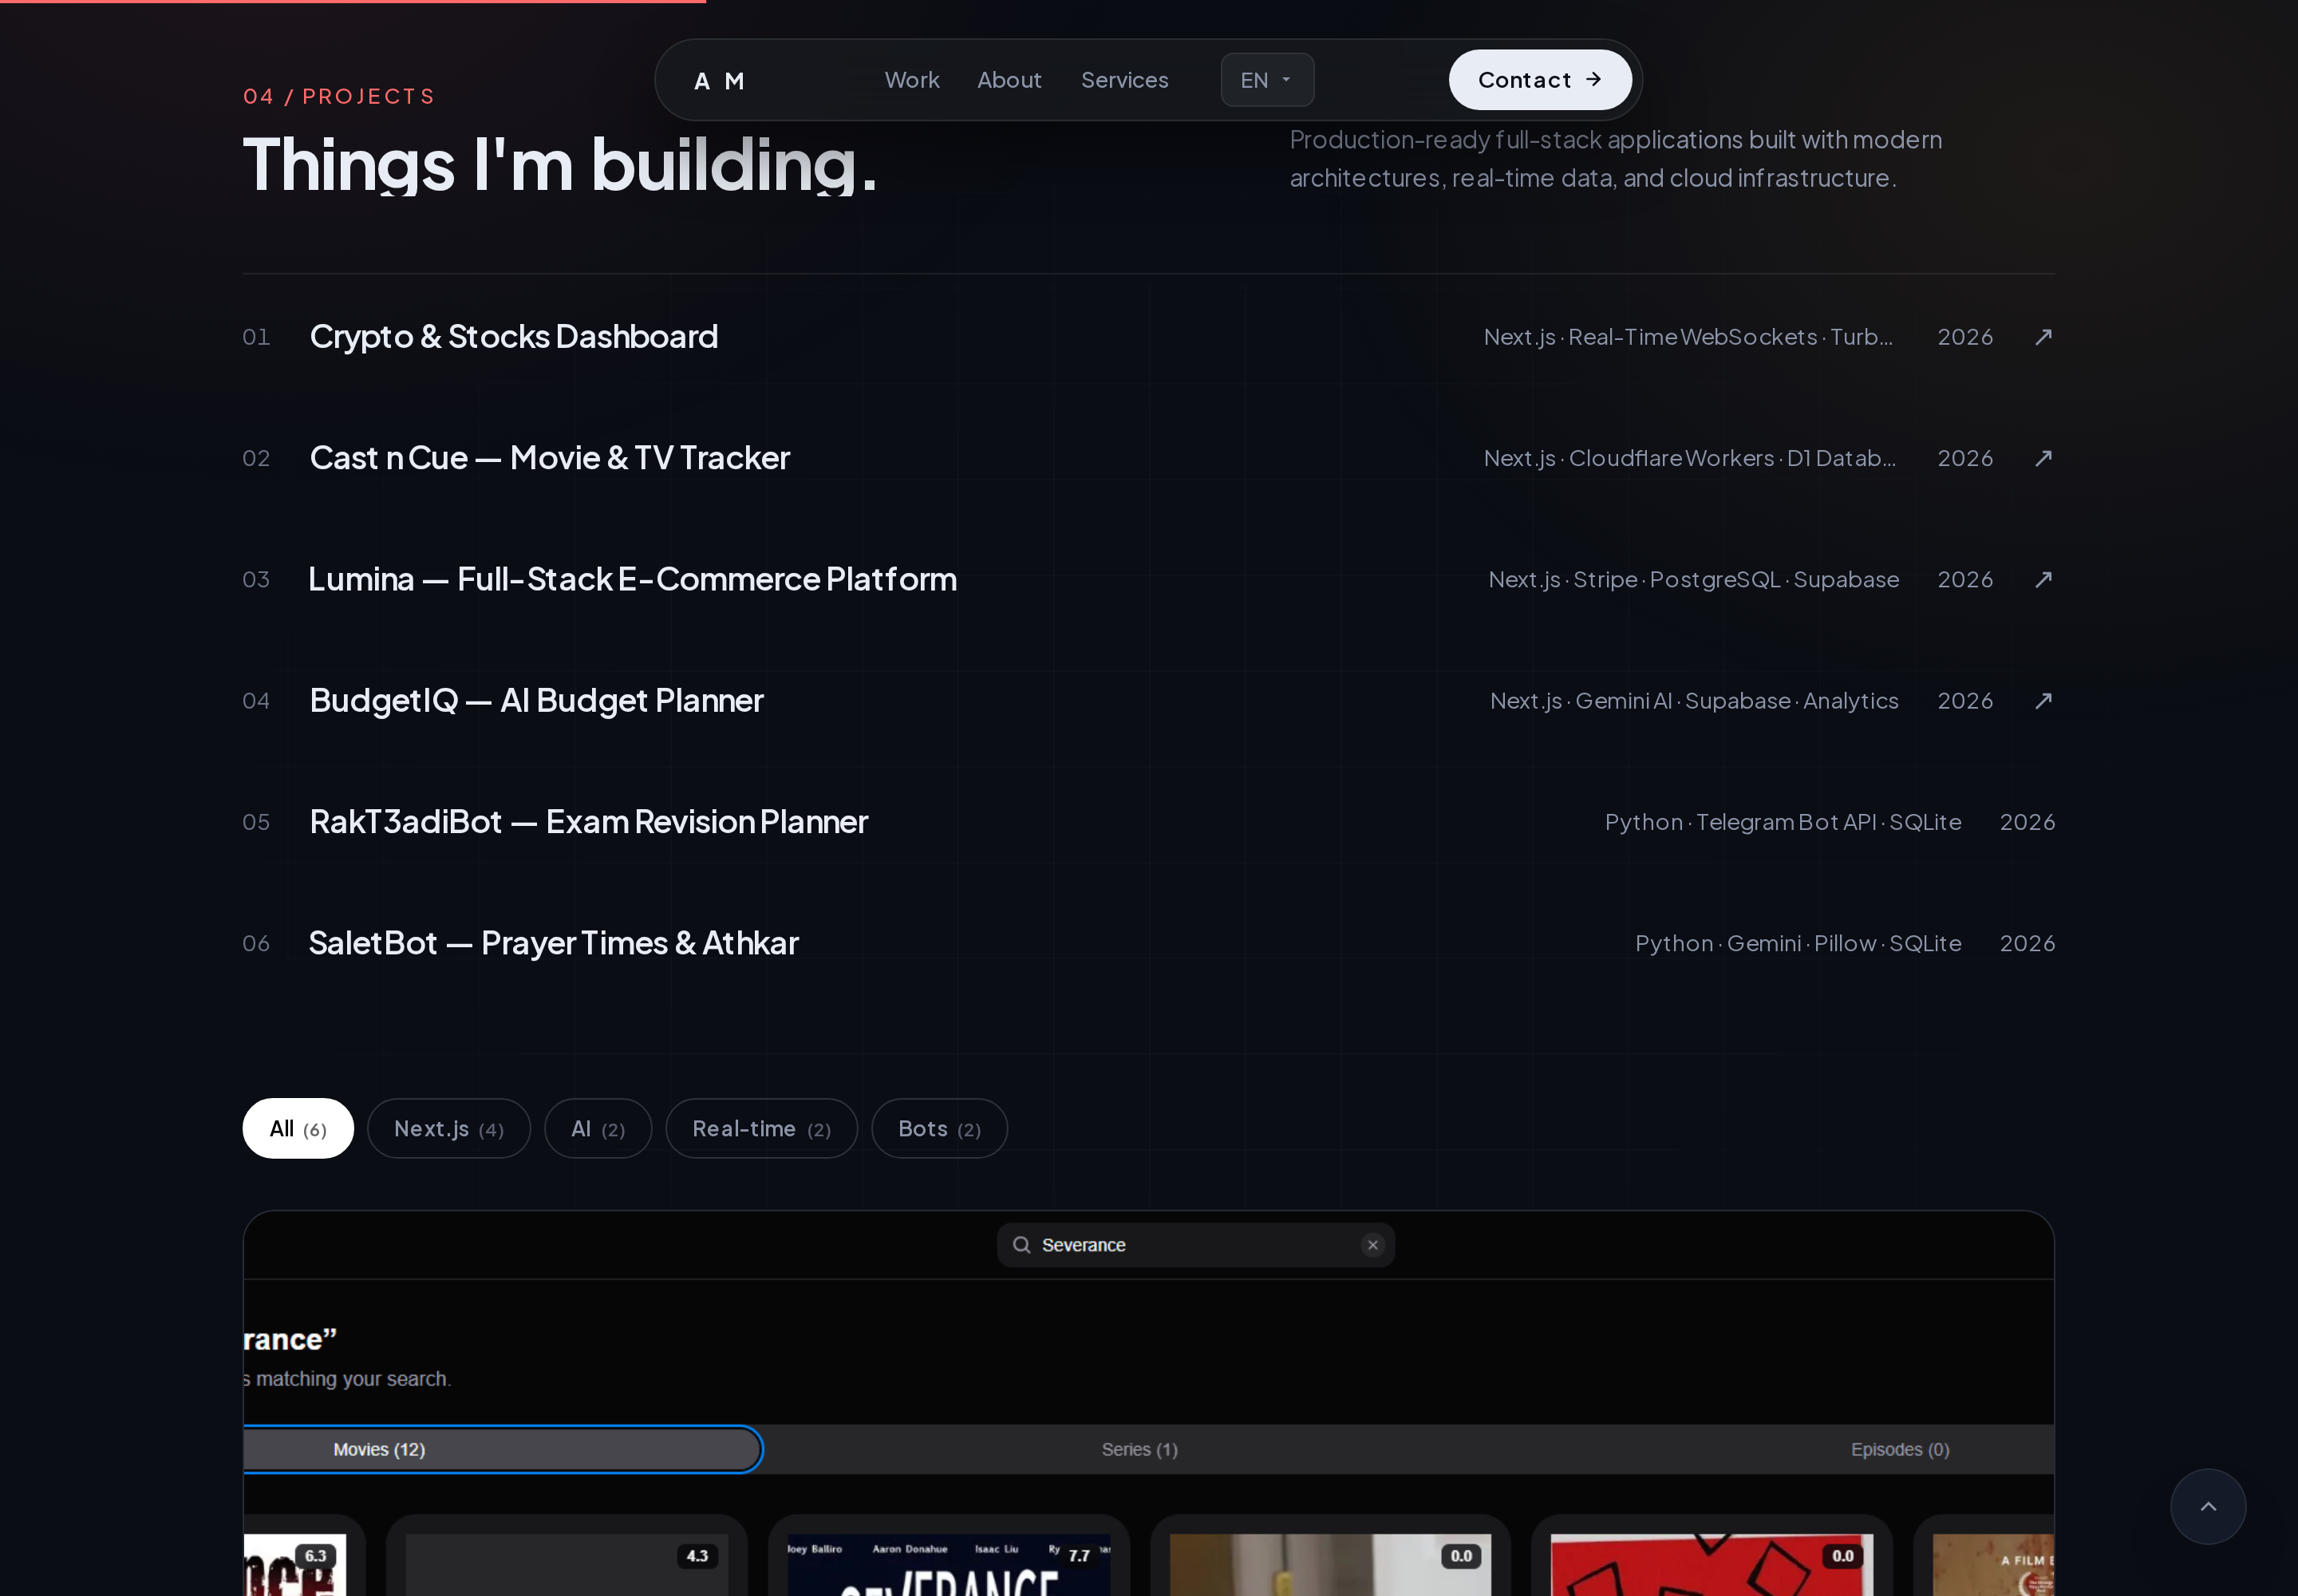 A M
Work
About
Services
EN
Contact →
04 / PROJECTS
Things I'm building.
Production-ready full-stack applications built with modern
architectures, real-time data, and cloud infrastructure.
01 Crypto & Stocks Dashboard Next.js · Real-Time WebSockets · Turb... 2026 ↗
02 Cast n Cue — Movie & TV Tracker Next.js · Cloudflare Workers · D1 Datab... 2026 ↗
03 Lumina — Full-Stack E-Commerce Platform Next.js · Stripe · PostgreSQL · Supabase 2026 ↗
04 BudgetIQ — AI Budget Planner Next.js · Gemini AI · Supabase · Analytics 2026 ↗
05 RakT3adiBot — Exam Revision Planner Python · Telegram Bot API · SQLite 2026
06 SaletBot — Prayer Times & Athkar Python · Gemini · Pillow · SQLite 2026
All (6)
Next.js (4)
AI (2)
Real-time (2)
Bots (2)
Severance
rance”
s matching your search.
Movies (12)
Series (1)
Episodes (0)
6.3
4.3
Joey Balliro Aaron Donahue Isaac Liu Ry
7.7
SEVERANCE
0.0
0.0
A FILM